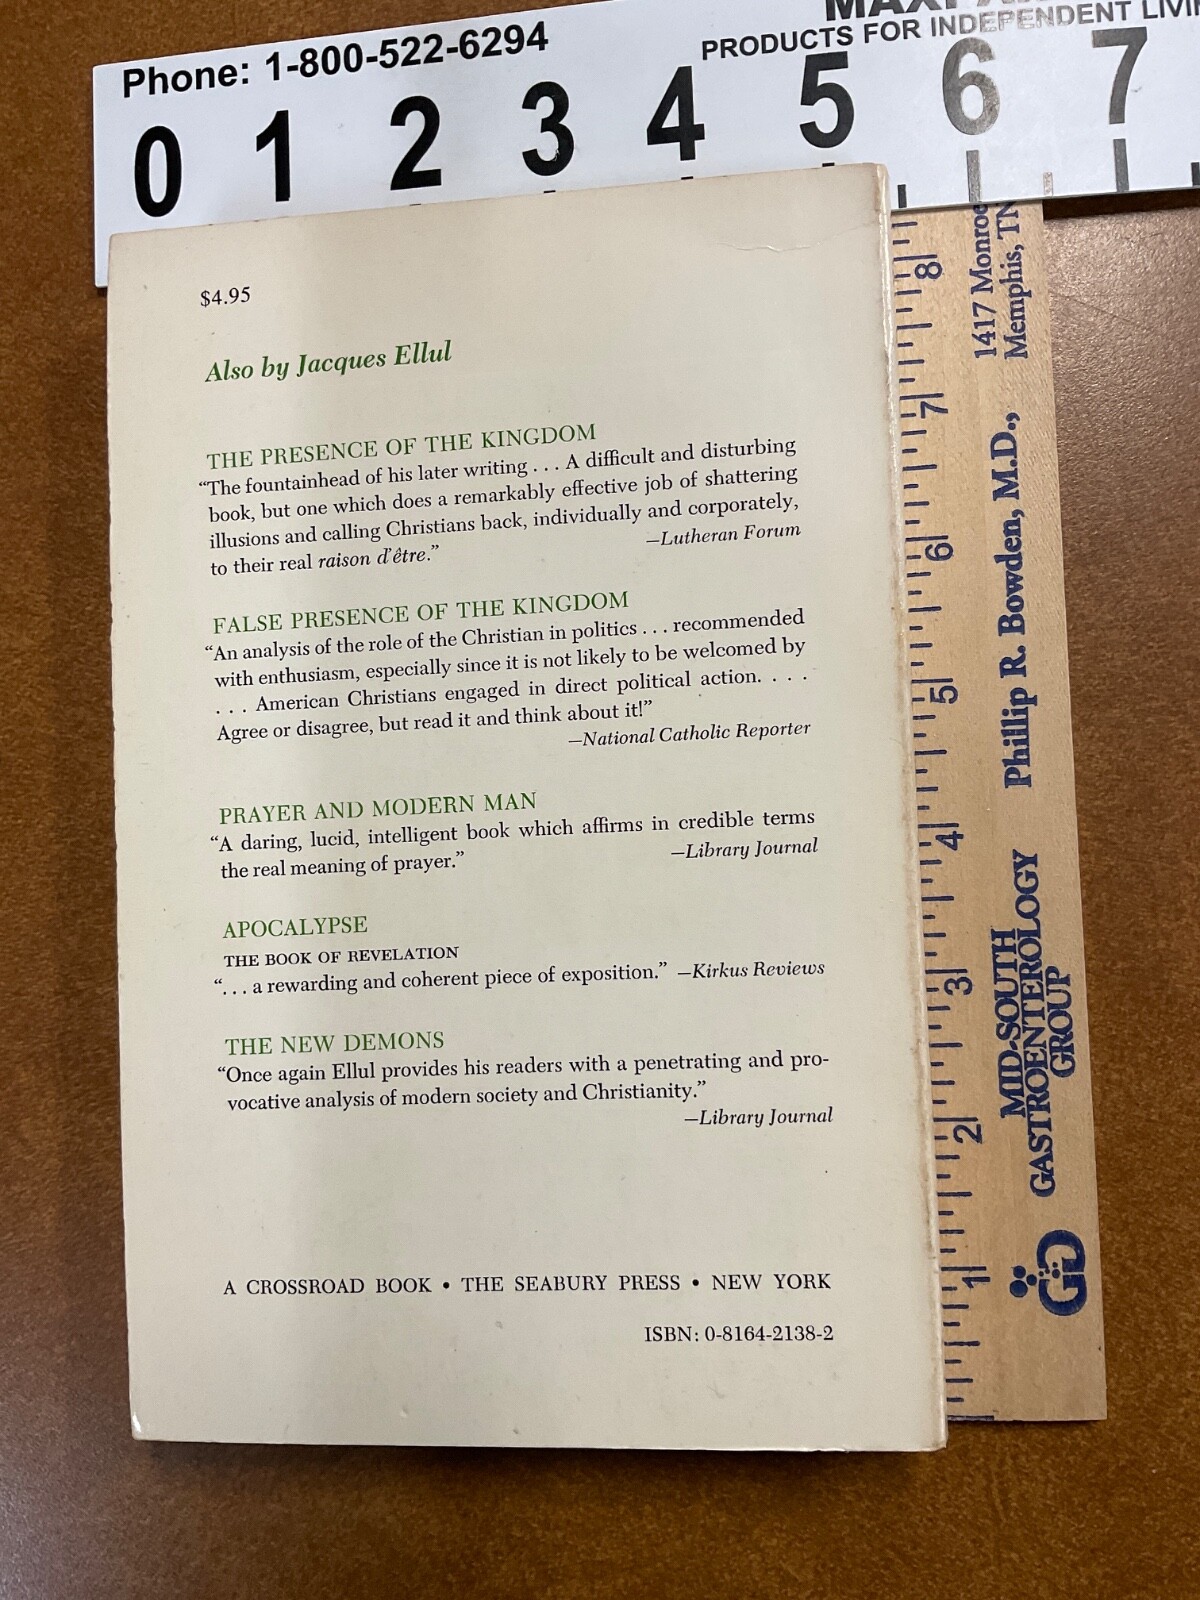 Phone: 1-800-522-6294
PRODUCTS FOR INDEPENDENT
0 1 2 3 4 5 6 7
$4.95
Also by Jacques Ellul
THE PRESENCE OF THE KINGDOM
“The fountainhead of his later writing . . . A difficult and disturbing
book, but one which does a remarkably effective job of shattering
illusions and calling Christians back, individually and corporately,
to their real raison d’être.” —Lutheran Forum
FALSE PRESENCE OF THE KINGDOM
“An analysis of the role of the Christian in politics . . . recommended
with enthusiasm, especially since it is not likely to be welcomed by
. . . American Christians engaged in direct political action. . . .
Agree or disagree, but read it and think about it!”
—National Catholic Reporter
PRAYER AND MODERN MAN
“A daring, lucid, intelligent book which affirms in credible terms
the real meaning of prayer.” —Library Journal
APOCALYPSE
THE BOOK OF REVELATION
“. . . a rewarding and coherent piece of exposition.” —Kirkus Reviews
THE NEW DEMONS
“Once again Ellul provides his readers with a penetrating and pro-
vocative analysis of modern society and Christianity.”
—Library Journal
A CROSSROAD BOOK • THE SEABURY PRESS • NEW YORK
ISBN: 0-8164-2138-2
1 2 3 4 5 6 7 8
MID-SOUTH
GASTROENTEROLOGY
GROUP
Phillip R. Bowden, M.D.,
1417 Monroe
Memphis, TN